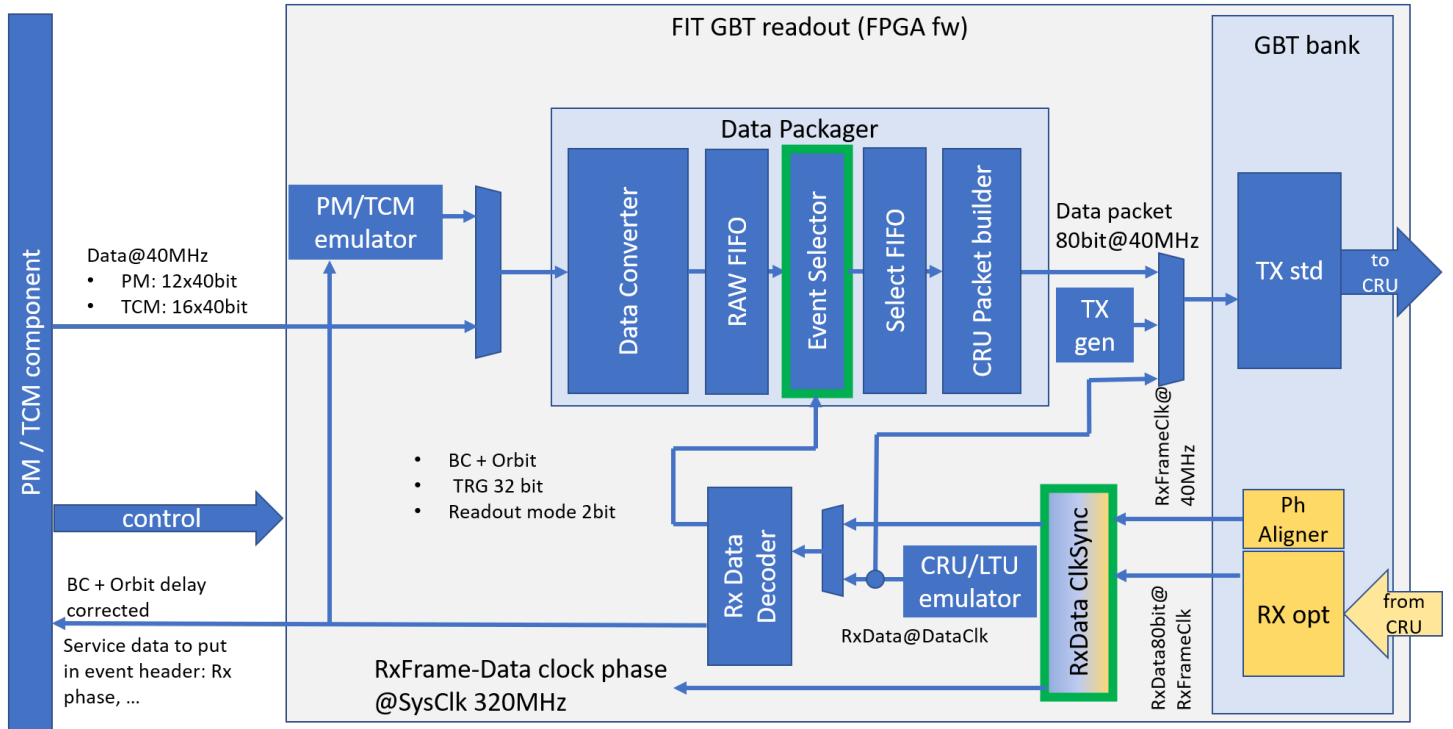 FIT GBT readout (FPGA fw)
GBT bank
Data Packager
PM / TCM component
PM/TCM
emulator
Data@40MHz
• PM: 12x40bit
• TCM: 16x40bit
Data Converter
RAW FIFO
Event Selector
Select FIFO
CRU Packet builder
Data packet
80bit@40MHz
TX
gen
TX std
to
CRU
RxFrameClk@
40MHz
• BC + Orbit
• TRG 32 bit
• Readout mode 2bit
control
Rx Data
Decoder
CRU/LTU
emulator
RxData@DataClk
RxData ClkSync
Ph
Aligner
RX opt
from
CRU
RxData80bit@
RxFrameClk
BC + Orbit delay
corrected
Service data to put
in event header: Rx
phase, ...
RxFrame-Data clock phase
@SysClk 320MHz